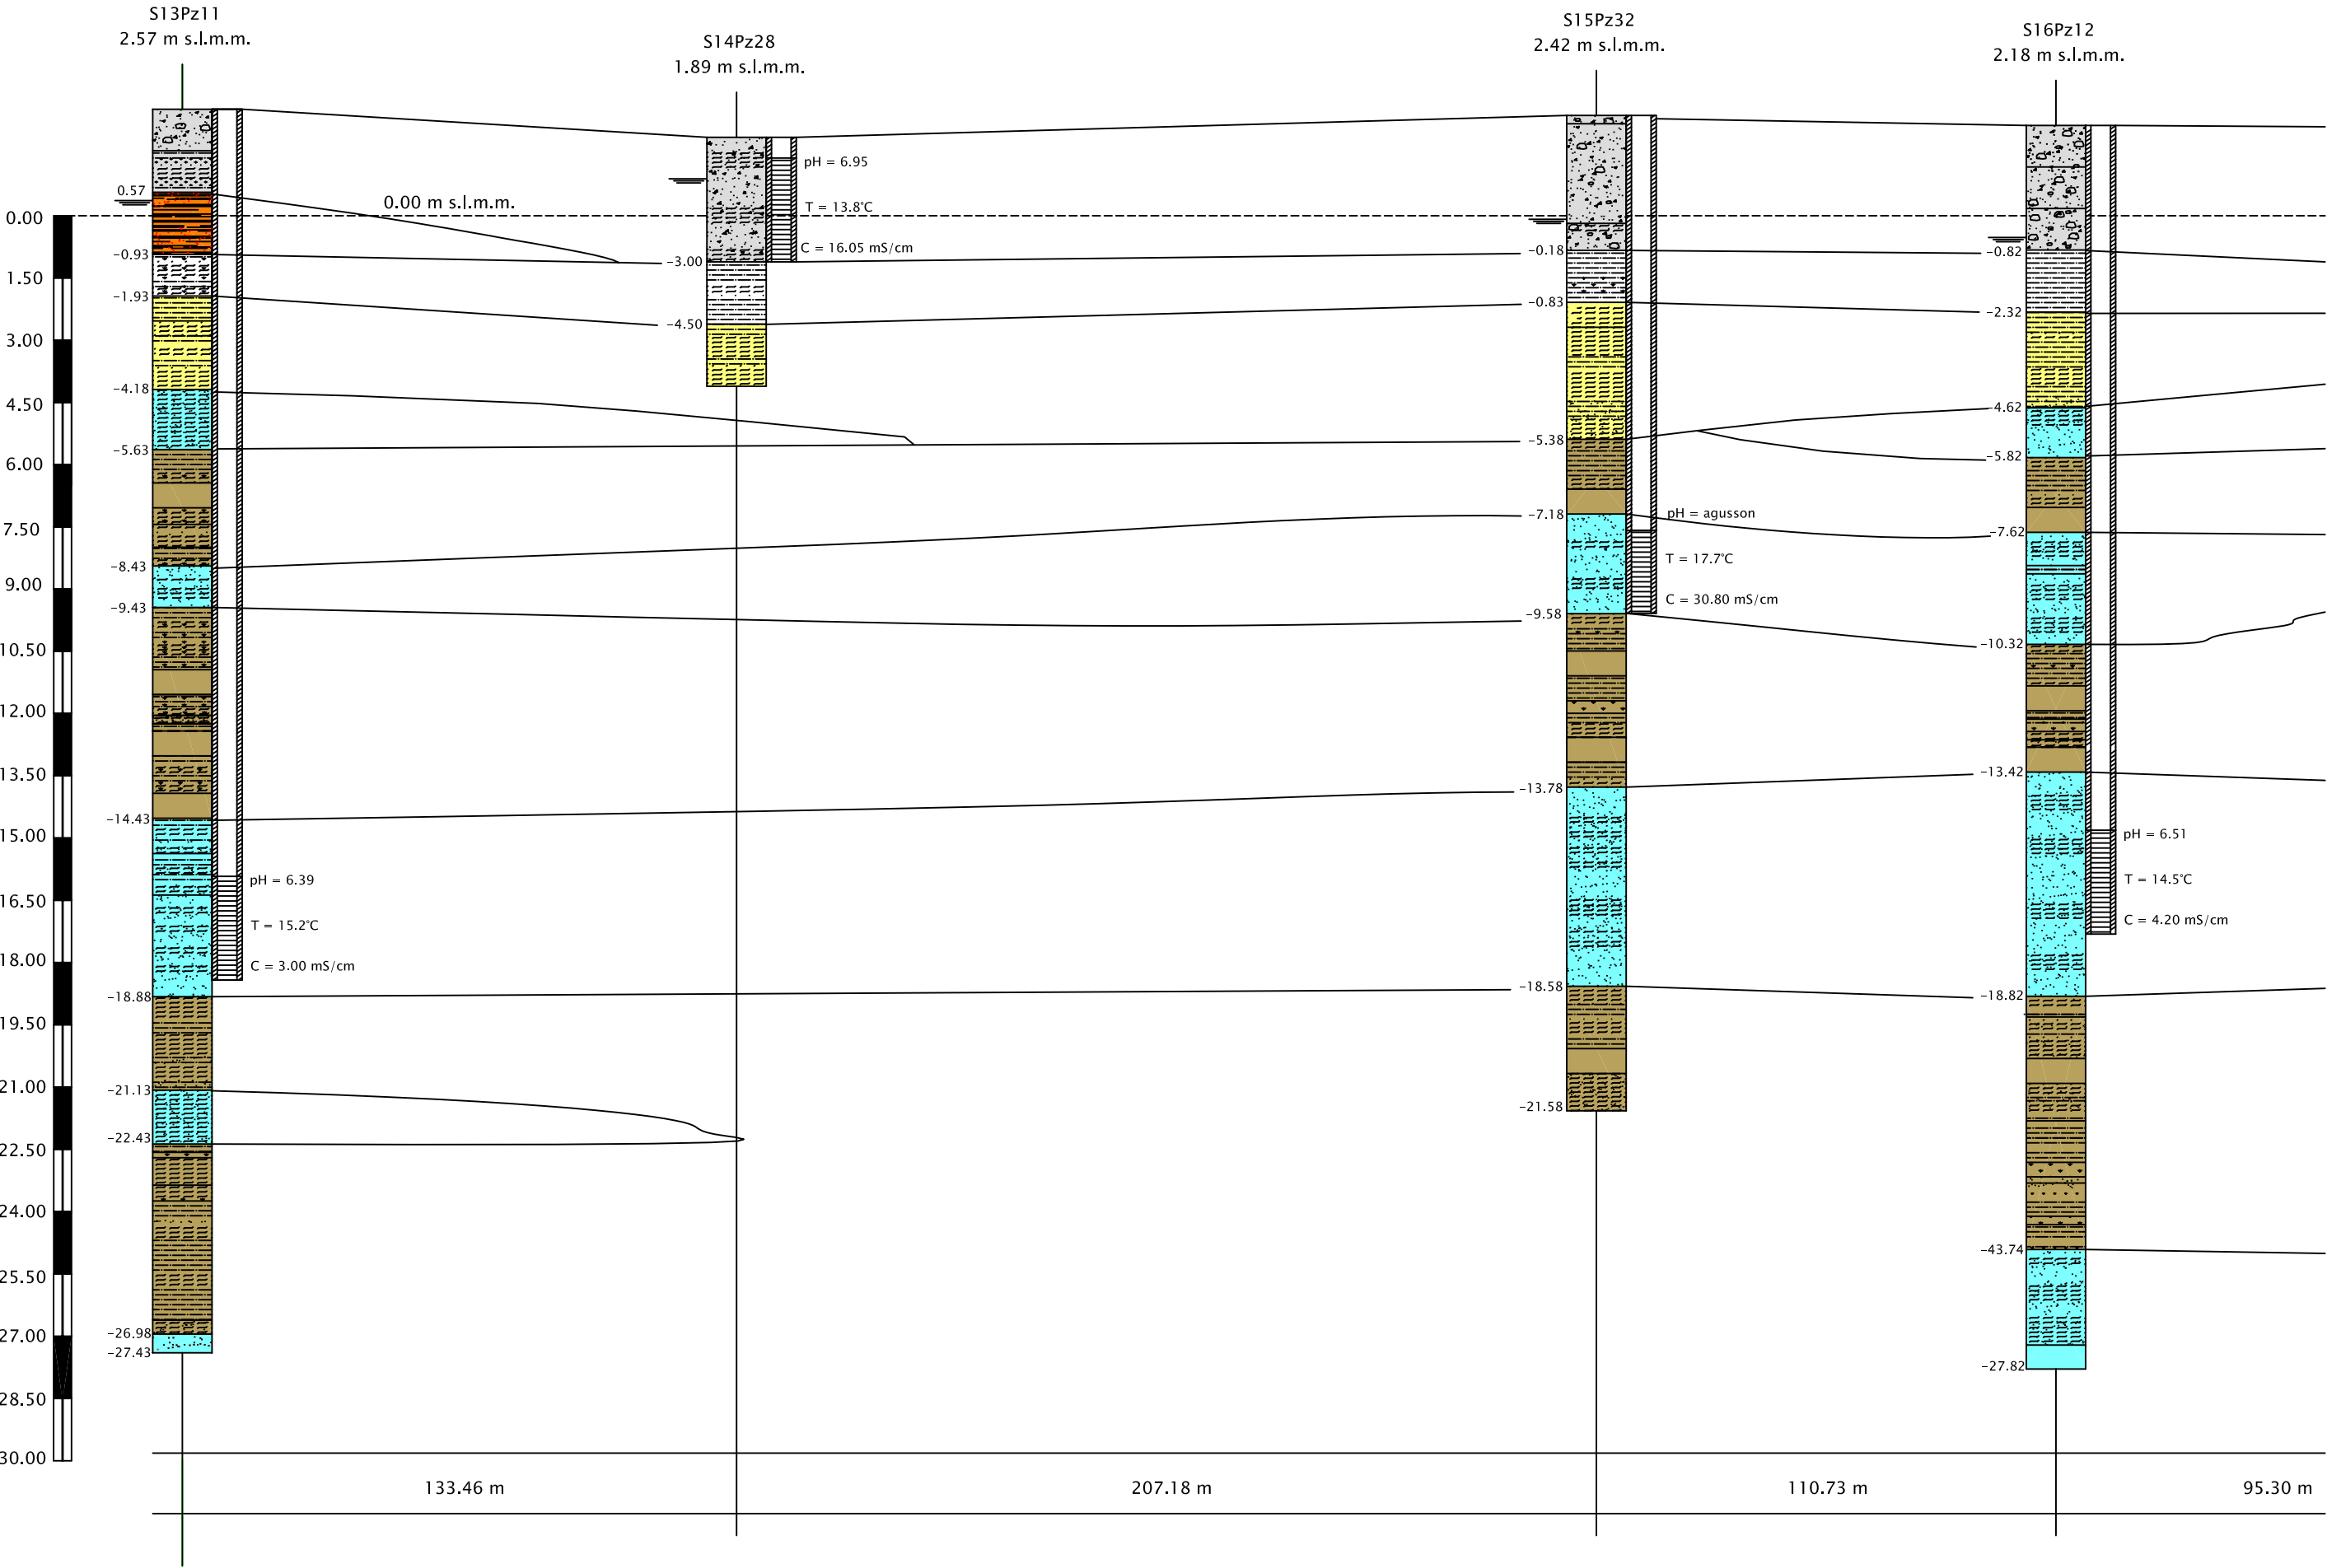 S13Pz11
2.57 m s.l.m.m.
S14Pz28
1.89 m s.l.m.m.
S15Pz32
2.42 m s.l.m.m.
S16Pz12
2.18 m s.l.m.m.
0.00 m s.l.m.m.
0.00
1.50
3.00
4.50
6.00
7.50
9.00
10.50
12.00
13.50
15.00
16.50
18.00
19.50
21.00
22.50
24.00
25.50
27.00
28.50
30.00
0.57
-0.93
-1.93
-4.18
-5.63
-8.43
-9.43
-14.43
-18.88
-21.13
-22.43
-26.98
-27.43
pH = 6.39
T = 15.2°C
C = 3.00 mS/cm
-3.00
-4.50
pH = 6.95
T = 13.8°C
C = 16.05 mS/cm
-0.18
-0.83
-5.38
-7.18
-9.58
-13.78
-18.58
-21.58
pH = agusson
T = 17.7°C
C = 30.80 mS/cm
-0.82
-2.32
-4.62
-5.82
-7.62
-10.32
-13.42
-18.82
-43.74
-27.82
pH = 6.51
T = 14.5°C
C = 4.20 mS/cm
133.46 m
207.18 m
110.73 m
95.30 m